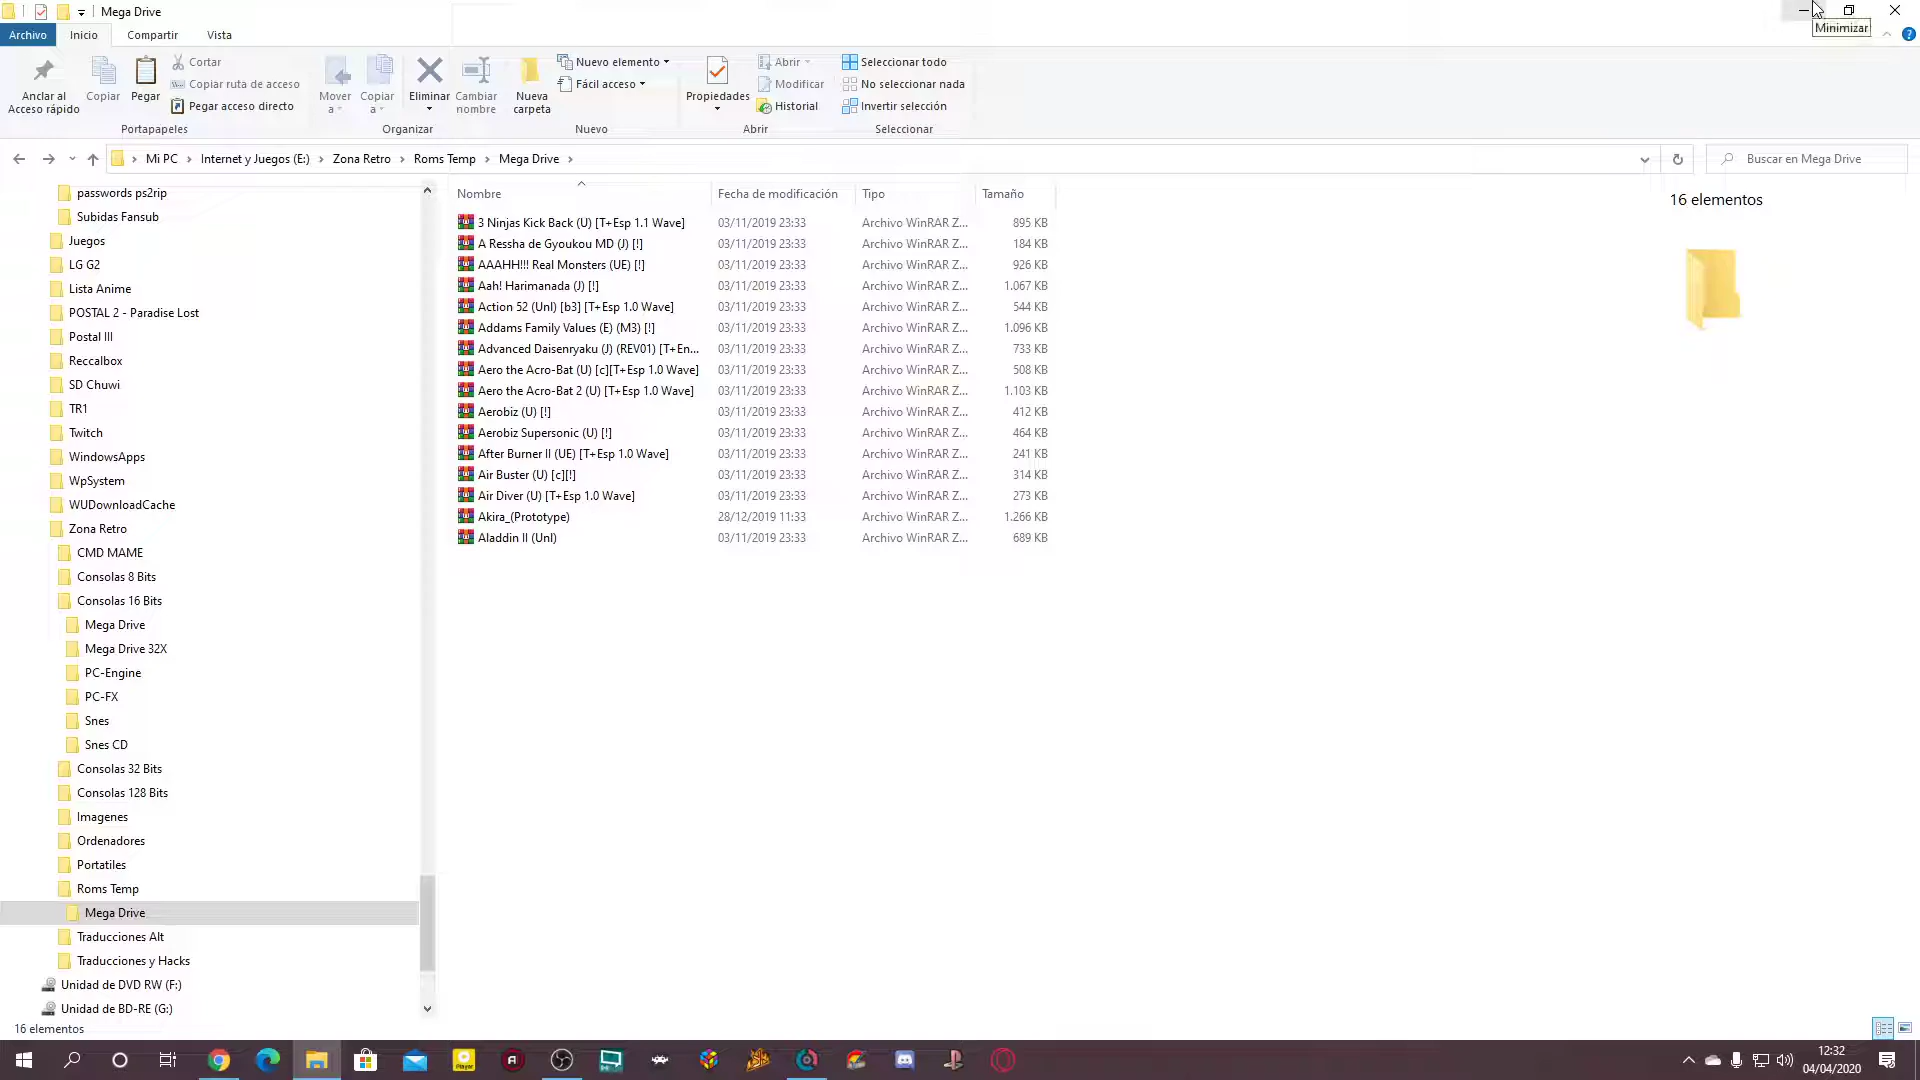 Mega Drive
Minimizar
Archivo Inicio Compartir Vista
Anclar al Acceso rápido
Copiar
Pegar
Cortar
Copiar ruta de acceso
Pegar acceso directo
Portapapeles
Mover a
Copiar a
Eliminar
Cambiar nombre
Organizar
Nueva carpeta
Nuevo elemento
Fácil acceso
Nuevo
Propiedades
Abrir
Modificar
Historial
Abrir
Seleccionar todo
No seleccionar nada
Invertir selección
Seleccionar
Mi PC > Internet y Juegos (E:) > Zona Retro > Roms Temp > Mega Drive >
Buscar en Mega Drive
passwords ps2rip
Subidas Fansub
Juegos
LG G2
Lista Anime
POSTAL 2 - Paradise Lost
Postal III
Reccalbox
SD Chuwi
TR1
Twitch
WindowsApps
WpSystem
WUDownloadCache
Zona Retro
CMD MAME
Consolas 8 Bits
Consolas 16 Bits
Mega Drive
Mega Drive 32X
PC-Engine
PC-FX
Snes
Snes CD
Consolas 32 Bits
Consolas 128 Bits
Imagenes
Ordenadores
Portatiles
Roms Temp
Mega Drive
Traducciones Alt
Traducciones y Hacks
Unidad de DVD RW (F:)
Unidad de BD-RE (G:)
Nombre Fecha de modificación Tipo Tamaño
3 Ninjas Kick Back (U) [T+Esp 1.1 Wave] 03/11/2019 23:33 Archivo WinRAR Z... 895 KB
A Ressha de Gyoukou MD (J) [!] 03/11/2019 23:33 Archivo WinRAR Z... 184 KB
AAAHH!!! Real Monsters (UE) [!] 03/11/2019 23:33 Archivo WinRAR Z... 926 KB
Aah! Harimanada (J) [!] 03/11/2019 23:33 Archivo WinRAR Z... 1.067 KB
Action 52 (Unl) [b3] [T+Esp 1.0 Wave] 03/11/2019 23:33 Archivo WinRAR Z... 544 KB
Addams Family Values (E) (M3) [!] 03/11/2019 23:33 Archivo WinRAR Z... 1.096 KB
Advanced Daisenryaku (J) (REV01) [T+En... 03/11/2019 23:33 Archivo WinRAR Z... 733 KB
Aero the Acro-Bat (U) [c][T+Esp 1.0 Wave] 03/11/2019 23:33 Archivo WinRAR Z... 508 KB
Aero the Acro-Bat 2 (U) [T+Esp 1.0 Wave] 03/11/2019 23:33 Archivo WinRAR Z... 1.103 KB
Aerobiz (U) [!] 03/11/2019 23:33 Archivo WinRAR Z... 412 KB
Aerobiz Supersonic (U) [!] 03/11/2019 23:33 Archivo WinRAR Z... 464 KB
After Burner II (UE) [T+Esp 1.0 Wave] 03/11/2019 23:33 Archivo WinRAR Z... 241 KB
Air Buster (U) [c][!] 03/11/2019 23:33 Archivo WinRAR Z... 314 KB
Air Diver (U) [T+Esp 1.0 Wave] 03/11/2019 23:33 Archivo WinRAR Z... 273 KB
Akira_(Prototype) 28/12/2019 11:33 Archivo WinRAR Z... 1.266 KB
Aladdin II (Unl) 03/11/2019 23:33 Archivo WinRAR Z... 689 KB
16 elementos
16 elementos
12:32
04/04/2020